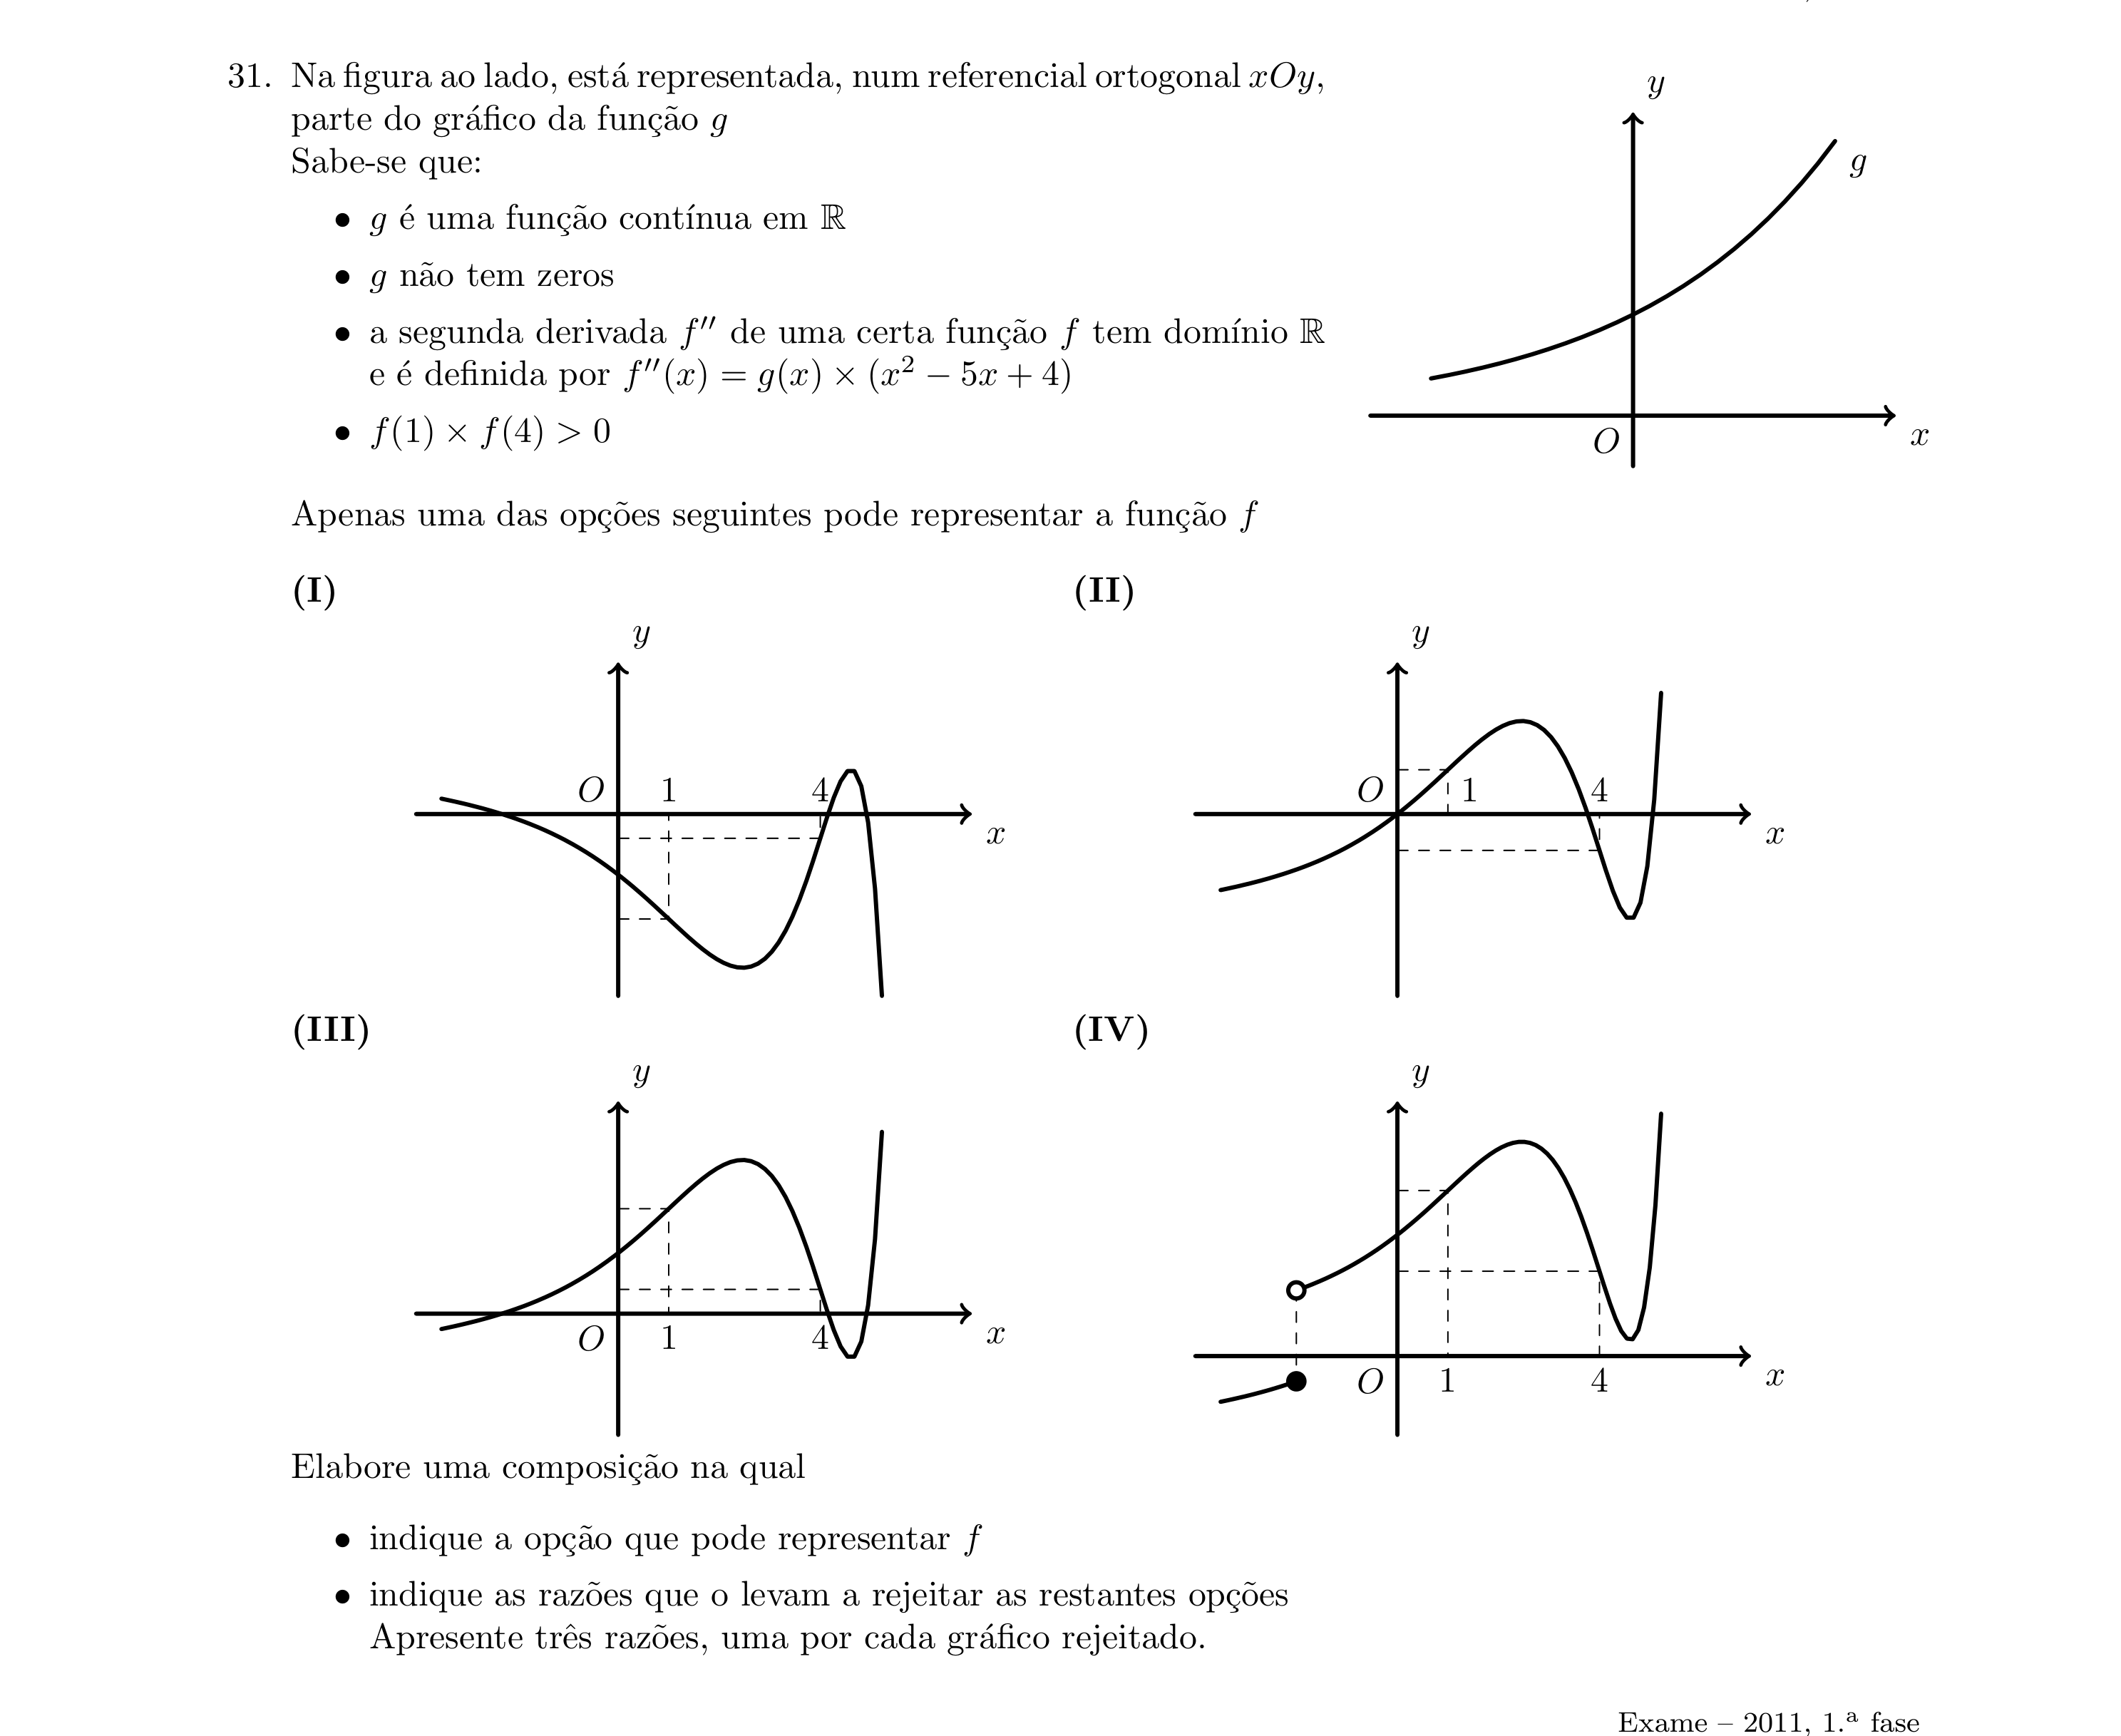 31. Na figura ao lado, está representada, num referencial ortogonal xOy,
parte do gráfico da função g
Sabe-se que:
• g é uma função contínua em ℝ
• g não tem zeros
• a segunda derivada f″ de uma certa função f tem domínio ℝ
e é definida por f″(x) = g(x) × (x² − 5x + 4)
• f(1) × f(4) > 0
y
g
O
x
Apenas uma das opções seguintes pode representar a função f
(I)
y
O 1 4
x
(II)
y
O 1 4
x
(III)
y
O 1 4
x
(IV)
y
O 1 4
x
Elabore uma composição na qual
• indique a opção que pode representar f
• indique as razões que o levam a rejeitar as restantes opções
Apresente três razões, uma por cada gráfico rejeitado.
Exame – 2011, 1.ª fase